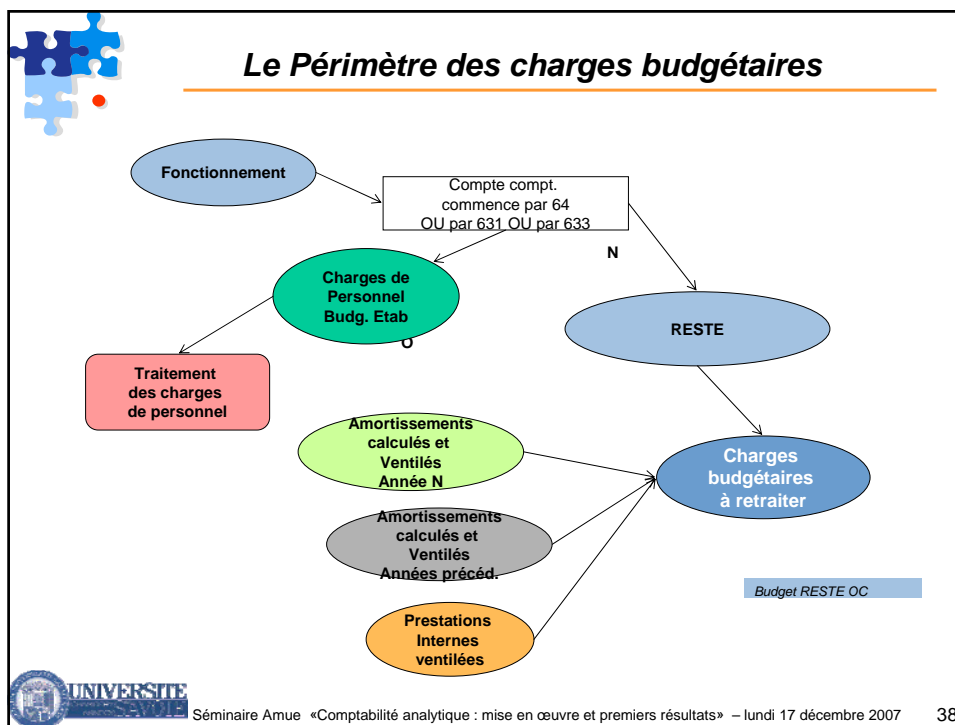 Le Périmètre des charges budgétaires
Fonctionnement
Compte compt.
commence par 64
OU par 631 OU par 633
N
Charges de
Personnel
Budg. Etab
O
RESTE
Traitement
des charges
de personnel
Amortissements
calculés et
Ventilés
Année N
Charges
budgétaires
à retraiter
Amortissements
calculés et
Ventilés
Années précéd.
Budget RESTE OC
Prestations
Internes
ventilées
UNIVERSITE
DE SAVOIE
Séminaire Amue «Comptabilité analytique : mise en œuvre et premiers résultats» – lundi 17 décembre 2007
38